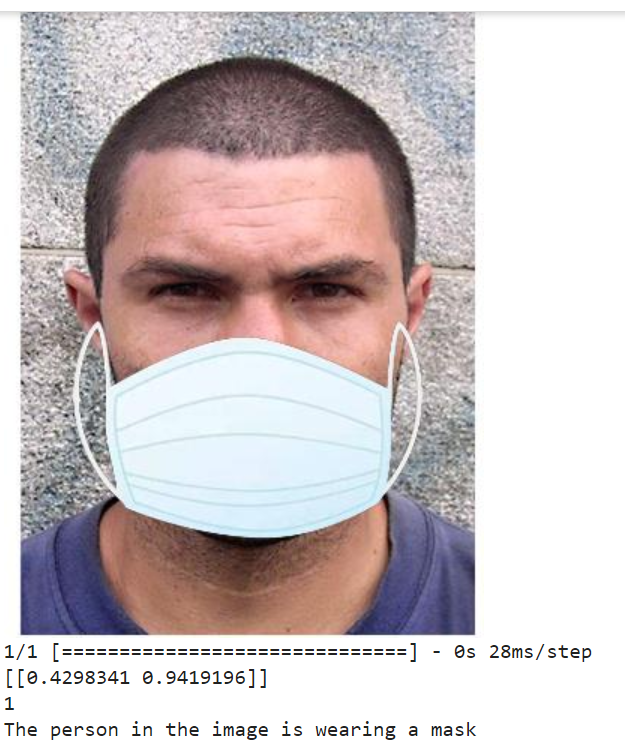 1/1 [==============================] - 0s 28ms/step
[[0.4298341 0.9419196]]
1
The person in the image is wearing a mask